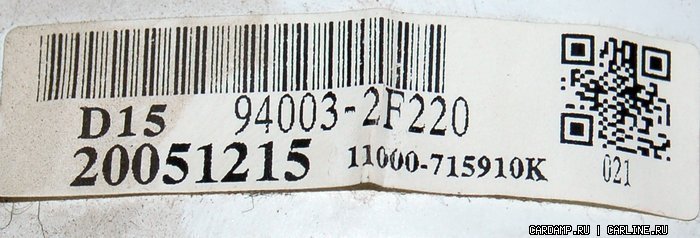 D15 94003-2F220
20051215 11000-715910K
021
CARDAMP.RU | CARLINE.RU